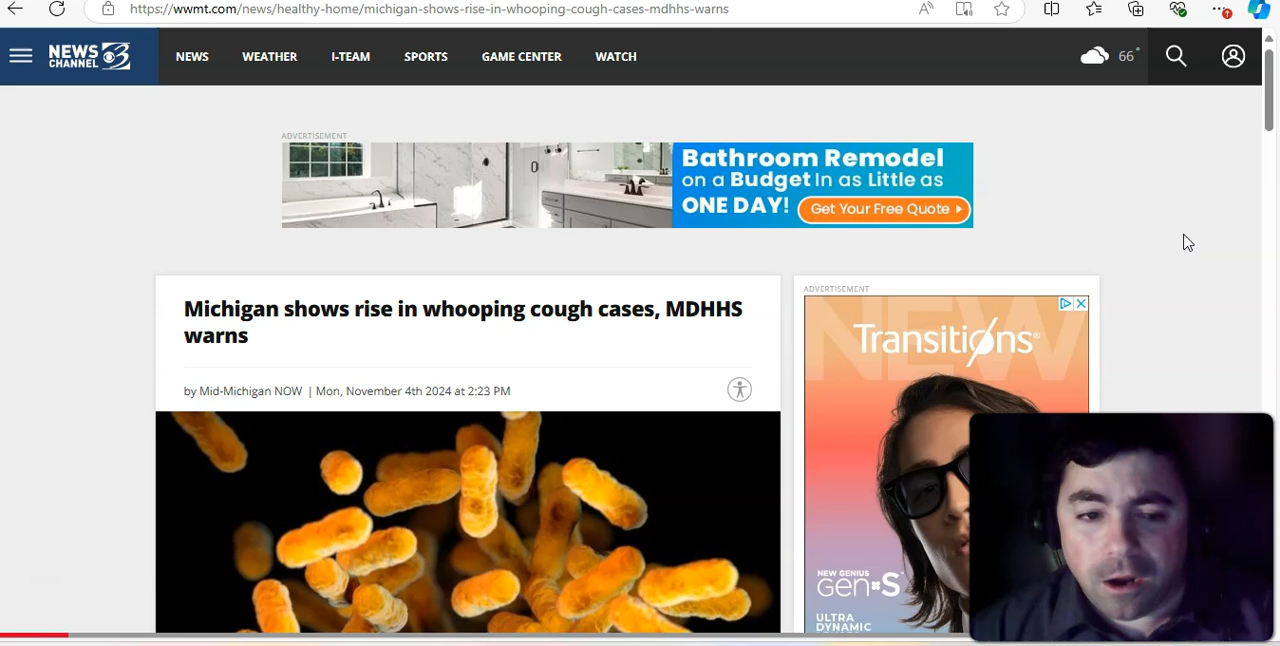 https://wwmt.com/news/healthy-home/michigan-shows-rise-in-whooping-cough-cases-mdhhs-warns
NEWS
CHANNEL 3
NEWS
WEATHER
I-TEAM
SPORTS
GAME CENTER
WATCH
66°
ADVERTISEMENT
Bathroom Remodel
on a Budget In as Little as
ONE DAY!
Get Your Free Quote
Michigan shows rise in whooping cough cases, MDHHS
warns
by Mid-Michigan NOW | Mon, November 4th 2024 at 2:23 PM
ADVERTISEMENT
NEW
Transitions®
NEW GENIUS
Gen S™
ULTRA
DYNAMIC